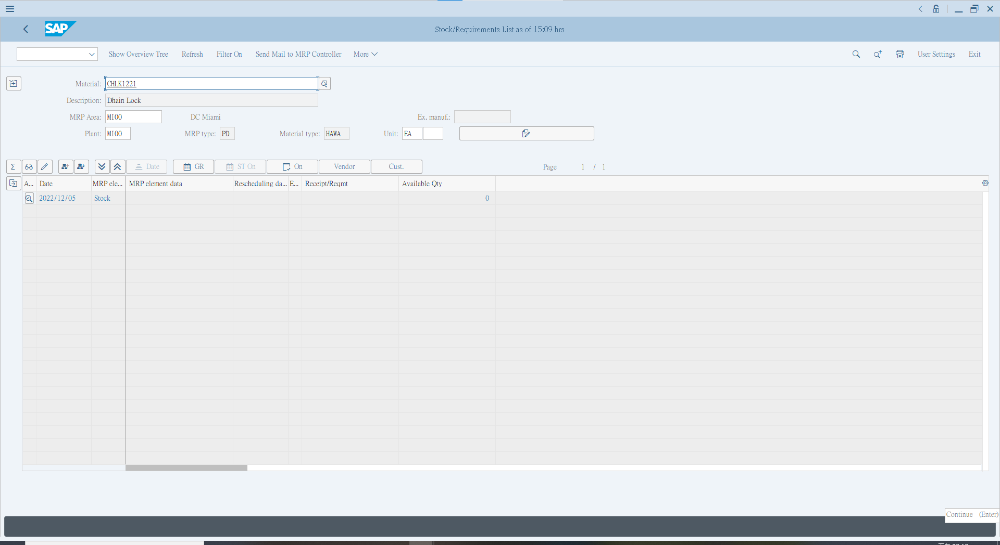 SAP
Stock/Requirements List as of 15:09 hrs
Show Overview Tree Refresh Filter On Send Mail to MRP Controller More User Settings Exit
Material: CHLK1221
Description: Dhain Lock
MRP Area: MI00 DC Miami Ex. manuf.:
Plant: MI00 MRP type: PD Material type: HAWA Unit: EA
Σ Date GR ST On On Vendor Cust. Page 1 / 1
A... Date MRP ele... MRP element data Rescheduling da... E... Receipt/Reqmt Available Qty
2022/12/05 Stock 0
Continue (Enter)